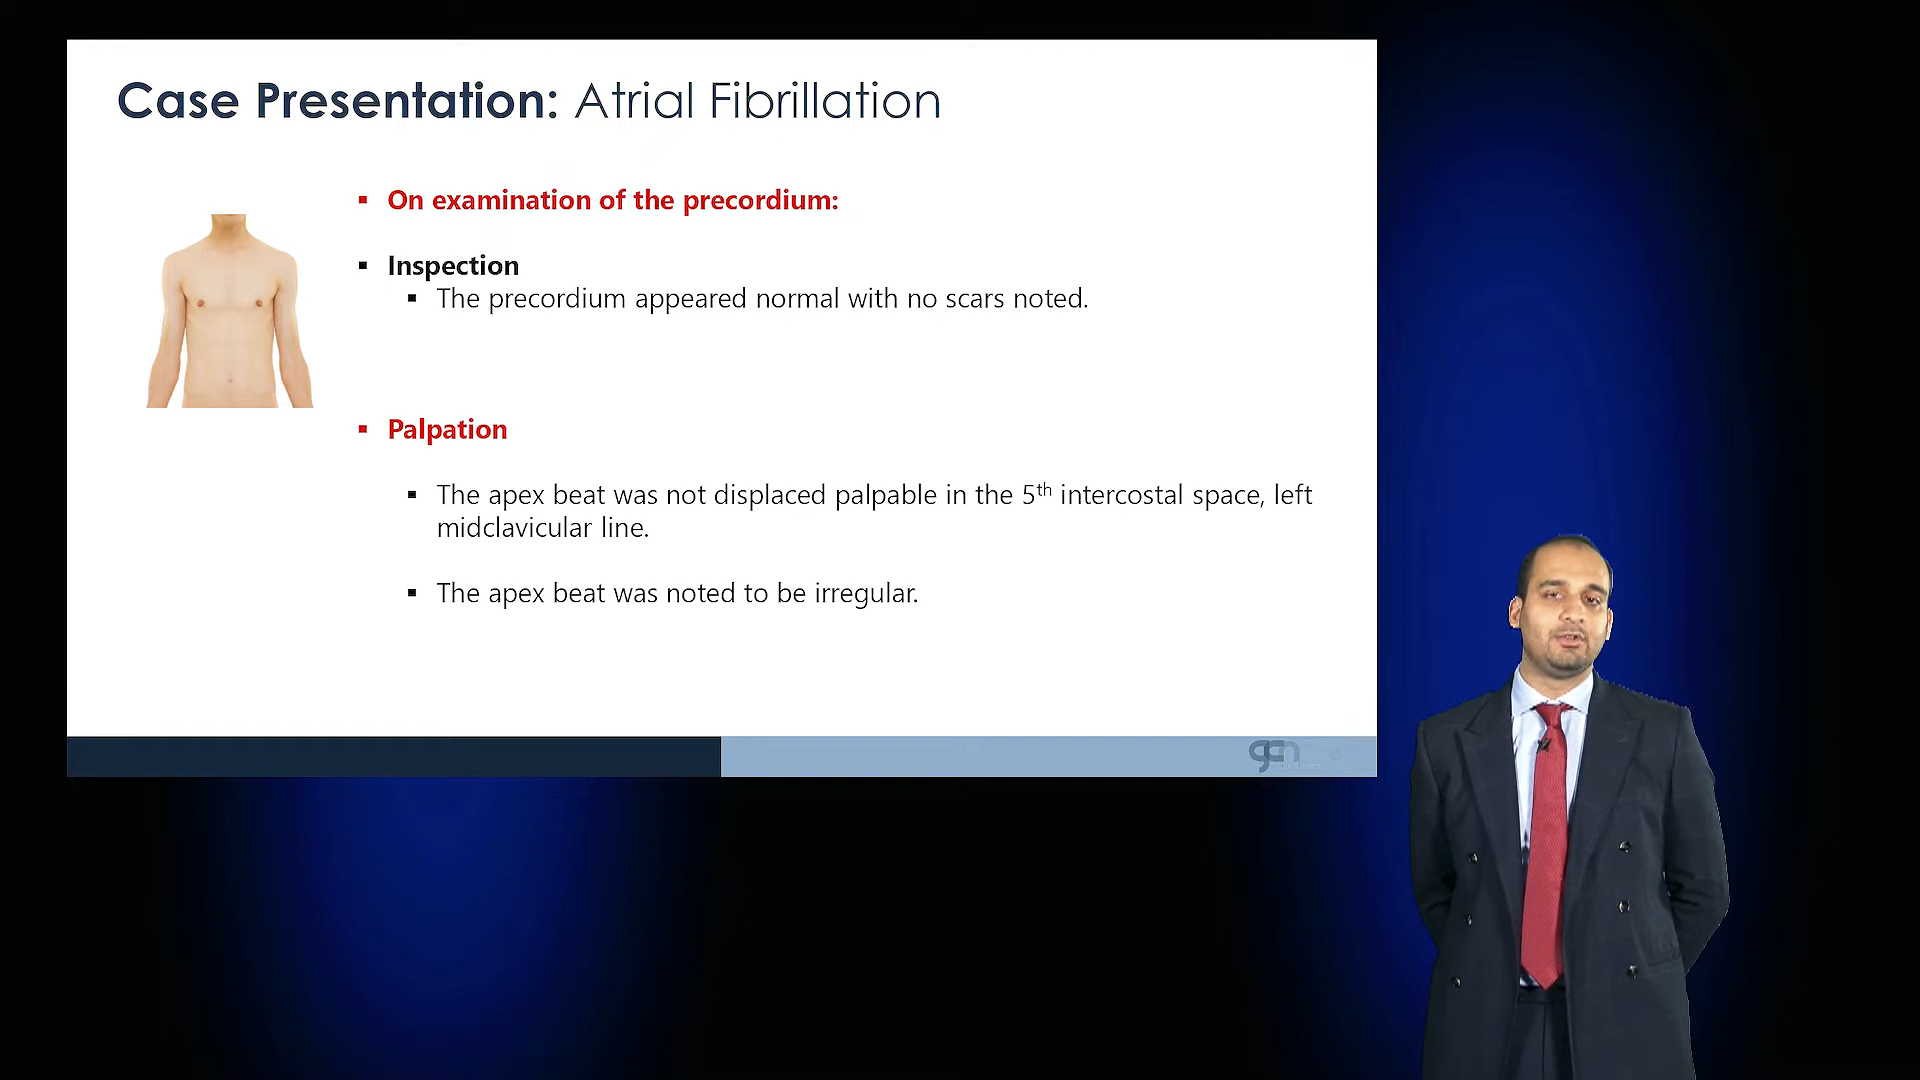 Case Presentation: Atrial Fibrillation
▪ On examination of the precordium:
▪ Inspection
▪ The precordium appeared normal with no scars noted.
▪ Palpation
▪ The apex beat was not displaced palpable in the 5th intercostal space, left
midclavicular line.
▪ The apex beat was noted to be irregular.
gen
©